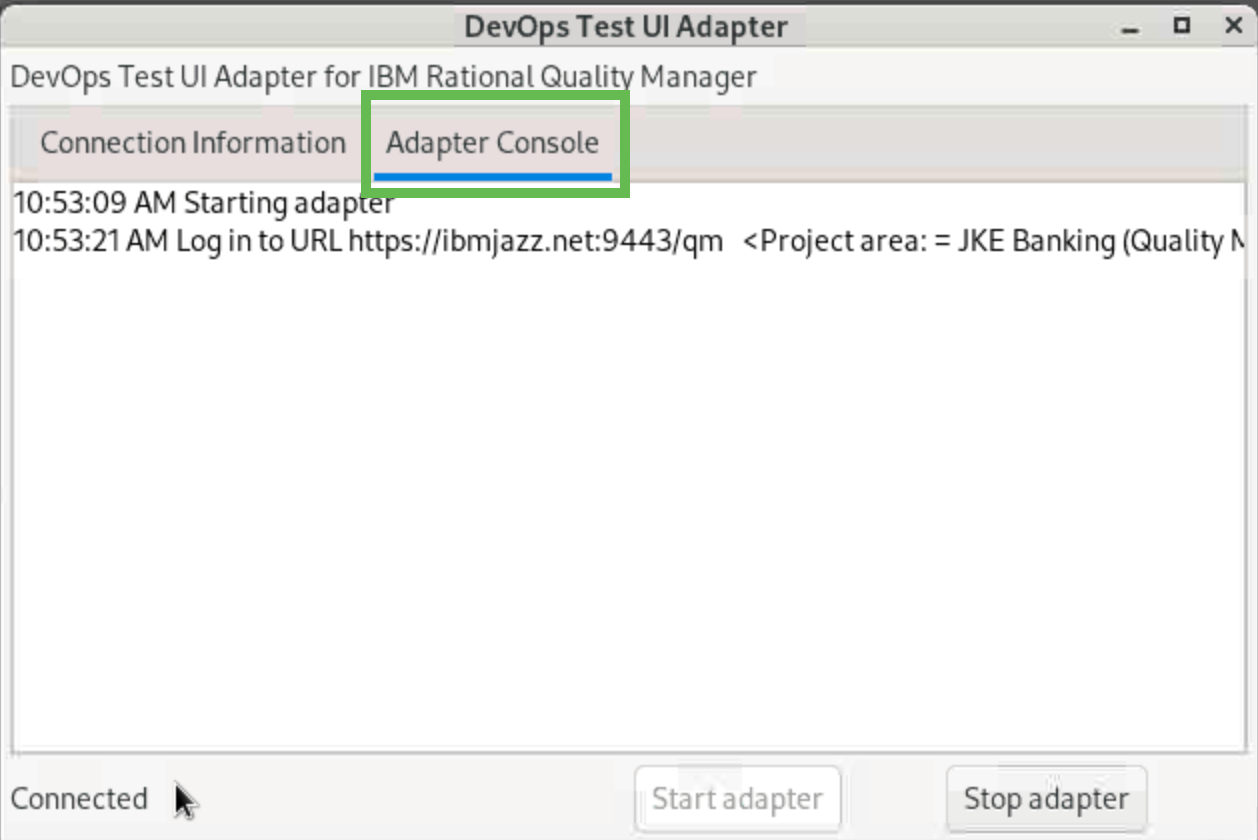 DevOps Test UI Adapter
DevOps Test UI Adapter for IBM Rational Quality Manager
Connection Information Adapter Console
10:53:09 AM Starting adapter
10:53:21 AM Log in to URL https://ibmjazz.net:9443/qm <Project area: = JKE Banking (Quality
Connected Start adapter Stop adapter